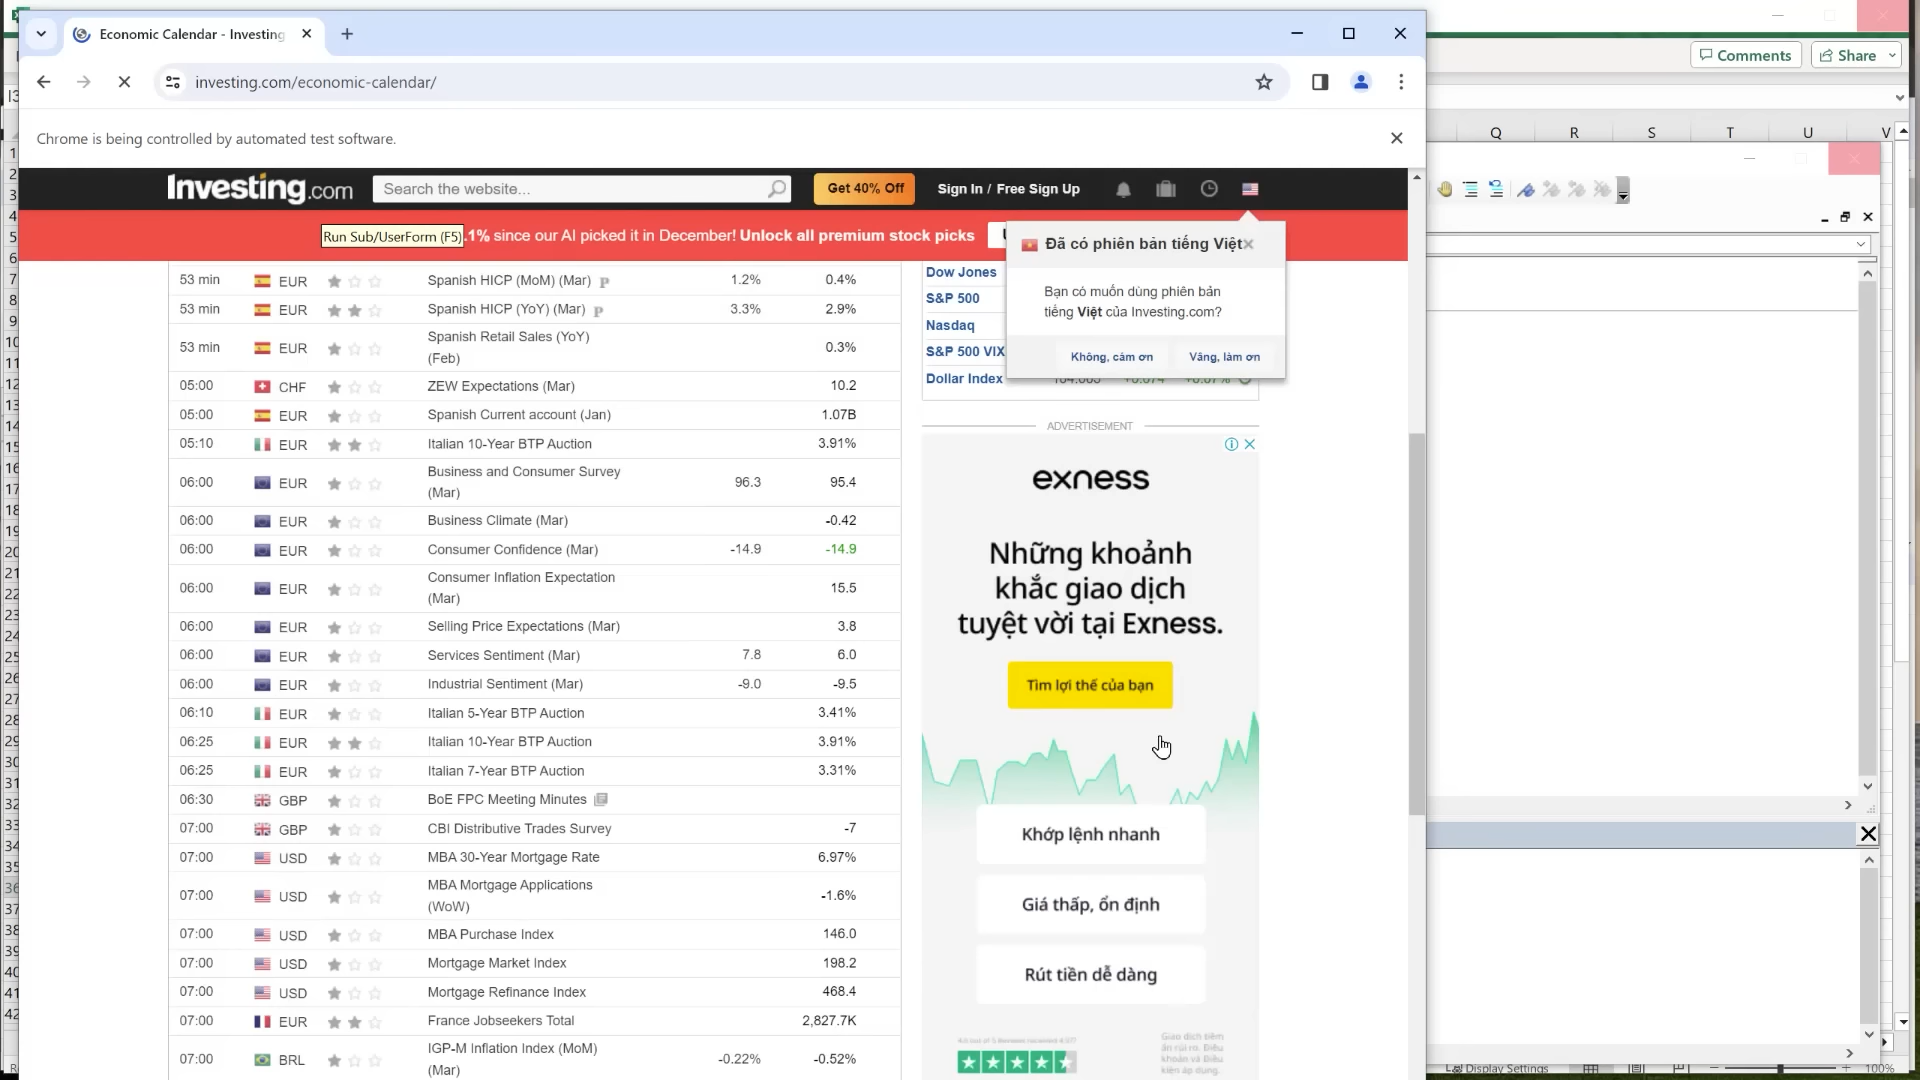 Economic Calendar - Investing
investing.com/economic-calendar/
Chrome is being controlled by automated test software.
Comments
Share
Q R S T U V
Investing.com
Search the website...
Get 40% Off
Sign In / Free Sign Up
Run Sub/UserForm (F5)
.1% since our AI picked it in December! Unlock all premium stock picks
Đã có phiên bản tiếng Việt
Bạn có muốn dùng phiên bản
tiếng Việt của Investing.com?
Không, cám ơn
Vâng, làm ơn
53 min EUR Spanish HICP (MoM) (Mar) P 1.2% 0.4%
53 min EUR Spanish HICP (YoY) (Mar) P 3.3% 2.9%
53 min EUR Spanish Retail Sales (YoY)
(Feb) 0.3%
05:00 CHF ZEW Expectations (Mar) 10.2
05:00 EUR Spanish Current account (Jan) 1.07B
05:10 EUR Italian 10-Year BTP Auction 3.91%
06:00 EUR Business and Consumer Survey
(Mar) 96.3 95.4
06:00 EUR Business Climate (Mar) -0.42
06:00 EUR Consumer Confidence (Mar) -14.9 -14.9
06:00 EUR Consumer Inflation Expectation
(Mar) 15.5
06:00 EUR Selling Price Expectations (Mar) 3.8
06:00 EUR Services Sentiment (Mar) 7.8 6.0
06:00 EUR Industrial Sentiment (Mar) -9.0 -9.5
06:10 EUR Italian 5-Year BTP Auction 3.41%
06:25 EUR Italian 10-Year BTP Auction 3.91%
06:25 EUR Italian 7-Year BTP Auction 3.31%
06:30 GBP BoE FPC Meeting Minutes
07:00 GBP CBI Distributive Trades Survey -7
07:00 USD MBA 30-Year Mortgage Rate 6.97%
07:00 USD MBA Mortgage Applications
(WoW) -1.6%
07:00 USD MBA Purchase Index 146.0
07:00 USD Mortgage Market Index 198.2
07:00 USD Mortgage Refinance Index 468.4
07:00 EUR France Jobseekers Total 2,827.7K
07:00 BRL IGP-M Inflation Index (MoM)
(Mar) -0.22% -0.52%
Dow Jones
S&P 500
Nasdaq
S&P 500 VIX
Dollar Index
ADVERTISEMENT
exness
Những khoảnh
khắc giao dịch
tuyệt vời tại Exness.
Tìm lợi thế của bạn
Khớp lệnh nhanh
Giá thấp, ổn định
Rút tiền dễ dàng
Giao dịch tiềm
ẩn rủi ro. Điều
khoản và Điều
kiện áp dụng.
Display Settings
100%